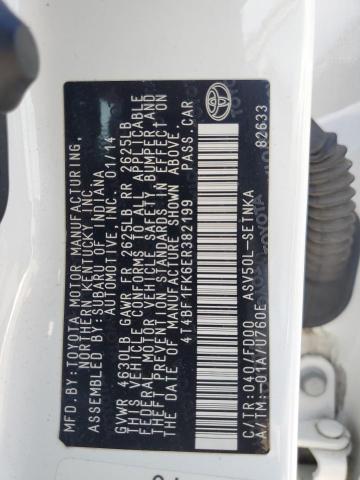 MFD.BY:TOYOTA MOTOR MANUFACTURING,
NORTHERN KENTUCKY, INC.
ASSEMBLED BY: SUBARU OF INDIANA
AUTOMOTIVE, INC. 01/14
GVWR 4630LB GAWR FR 2625LB RR 2625LB
THIS VEHICLE CONFORMS TO ALL APPLICABLE
FEDERAL MOTOR VEHICLE SAFETY, BUMPER AND
THEFT PREVENTION STANDARDS IN EFFECT ON THE DATE OF
MANUFACTURE SHOWN ABOVE.
4T4BF1FK6ER382199 PASS.CAR
C/TR:040/FD00 ASV50L-SETNKA
A/TM:-01A/U760E 82633
TOYOTA